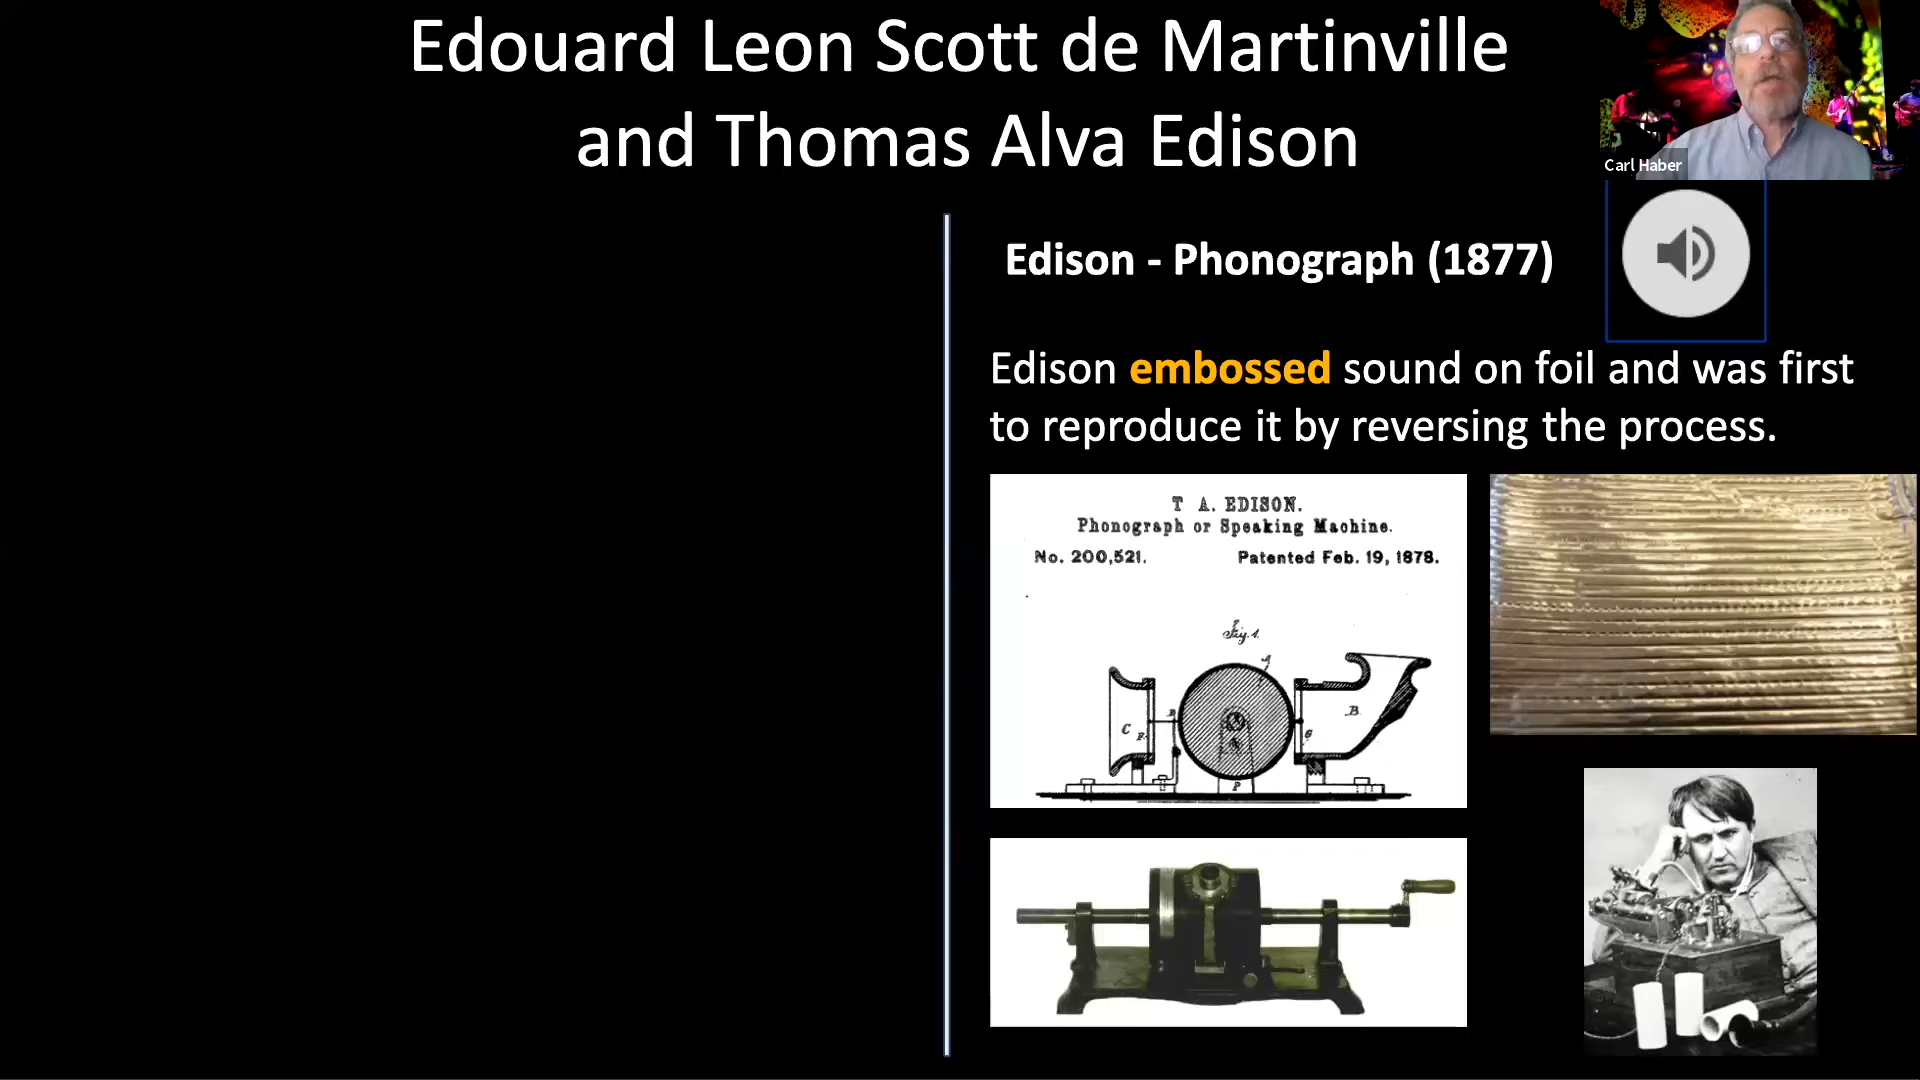 Edouard Leon Scott de Martinville
and Thomas Alva Edison
Carl Haber
Edison - Phonograph (1877)
Edison embossed sound on foil and was first
to reproduce it by reversing the process.
T A. EDISON.
Phonograph or Speaking Machine.
No. 200,521. Patented Feb. 19, 1878.
Fig. 1.
A
B
C
F
G
P